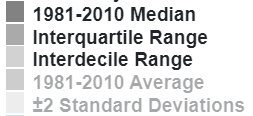 1981-2010 Median
Interquartile Range
Interdecile Range
1981-2010 Average
±2 Standard Deviations